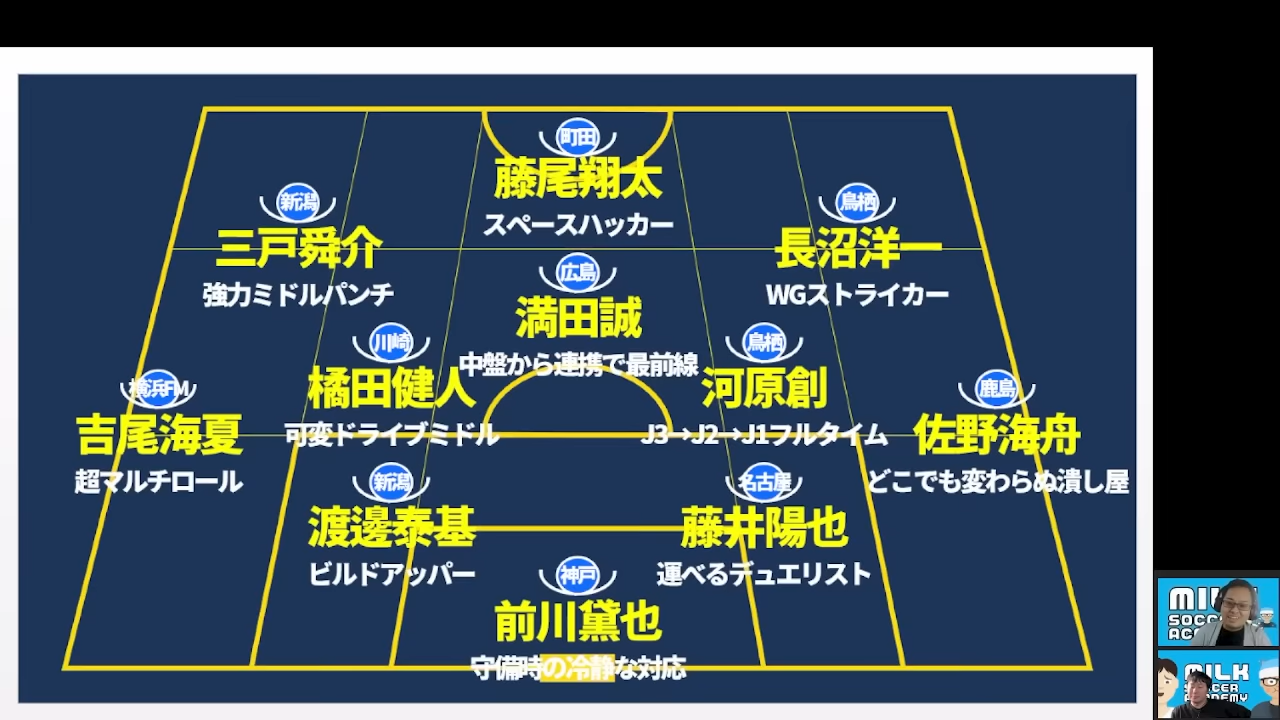 町田
藤尾翔太
スペースハッカー
新潟
三戸舜介
強力ミドルパンチ
鳥栖
長沼洋一
WGストライカー
広島
満田誠
中盤から連携で最前線
川崎
橘田健人
可変ドライブミドル
鳥栖
河原創
J3→J2→J1フルタイム
横浜FM
吉尾海夏
超マルチロール
鹿島
佐野海舟
どこでも変わらぬ潰し屋
新潟
渡邊泰基
ビルドアッパー
名古屋
藤井陽也
運べるデュエリスト
神戸
前川黛也
守備時の冷静な対応
MILK
SOCCER
ACA
MILK
SOCCER
ACADEMY